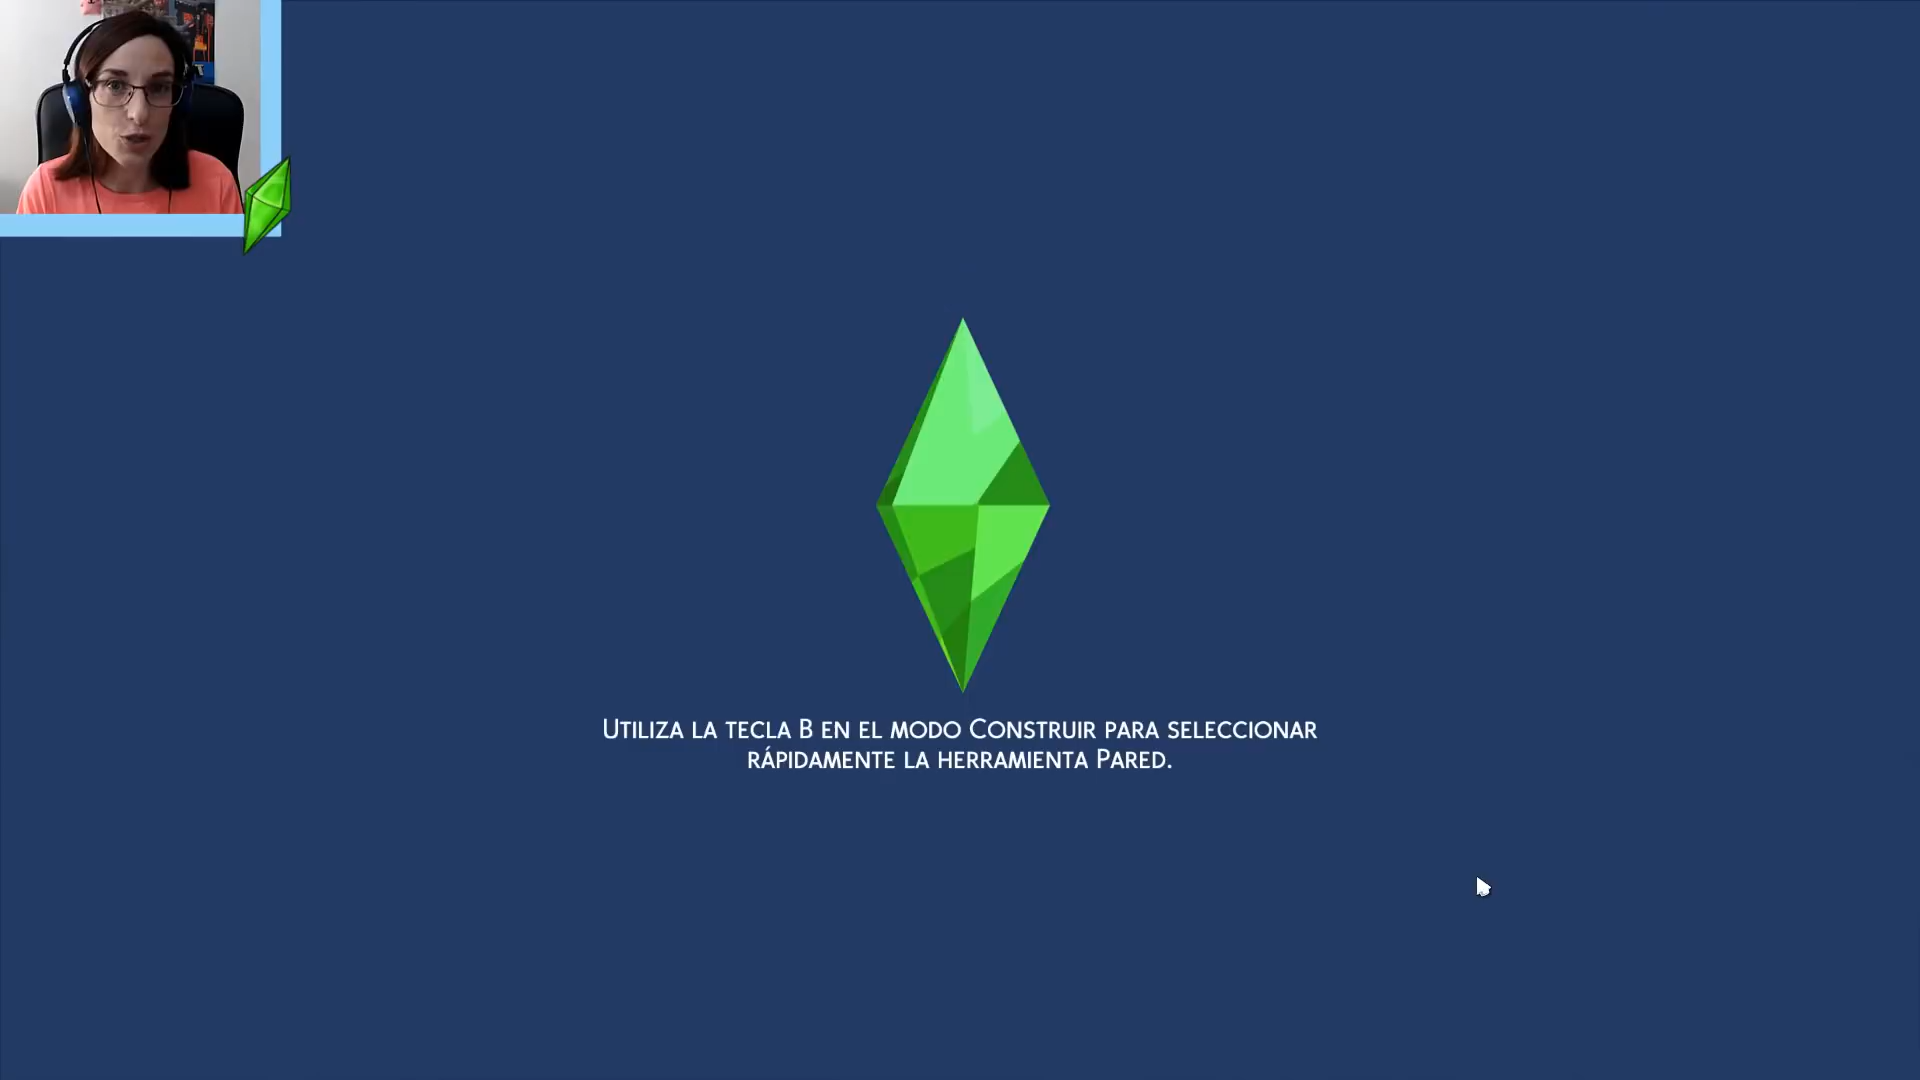 Utiliza la tecla B en el modo Construir para seleccionar
rápidamente la herramienta Pared.